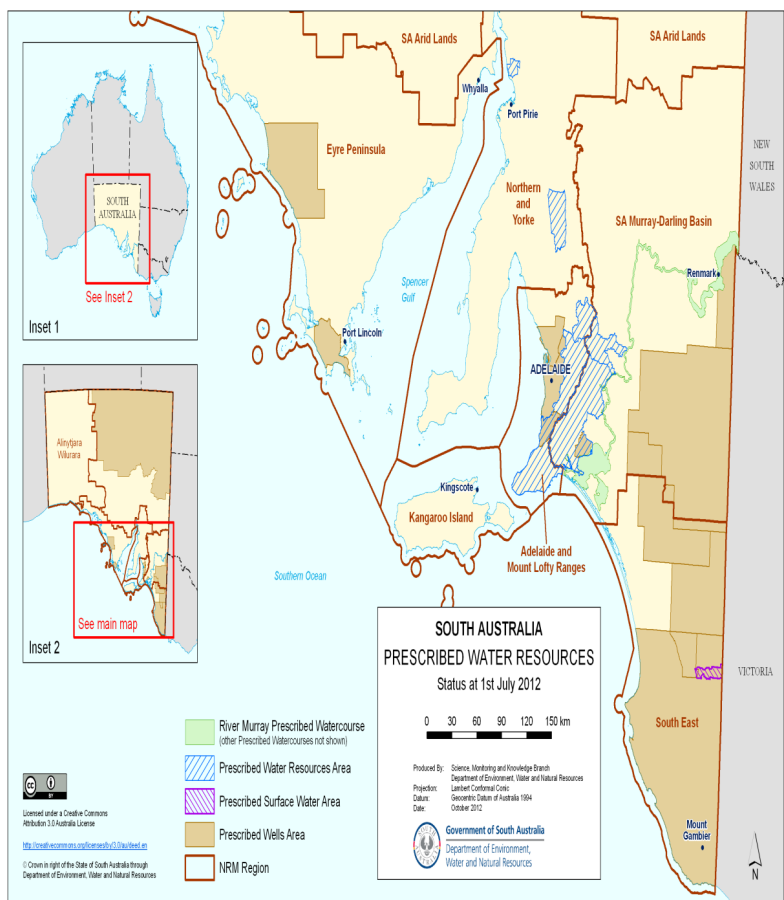 SA Arid Lands
SA Arid Lands
Whyalla
Port Pirie
Eyre Peninsula
NEW
SOUTH
WALES
Northern
and
Yorke
SA Murray-Darling Basin
Renmark
Spencer
Gulf
Port Lincoln
ADELAIDE
Kingscote
Kangaroo Island
Adelaide and
Mount Lofty Ranges
Southern Ocean
VICTORIA
South East
Mount
Gambier
N
SOUTH
AUSTRALIA
See Inset 2
Inset 1
Alinytjara
Wilurara
See main map
Inset 2
SOUTH AUSTRALIA
PRESCRIBED WATER RESOURCES
Status at 1st July 2012
0 30 60 90 120 150 km
Produced By: Science, Monitoring and Knowledge Branch
Department of Environment, Water and Natural Resources
Projection: Lambert Conformal Conic
Datum: Geocentric Datum of Australia 1994
Date: October 2012
Government of South Australia
Department of Environment,
Water and Natural Resources
River Murray Prescribed Watercourse
(other Prescribed Watercourses not shown)
Prescribed Water Resources Area
Prescribed Surface Water Area
Prescribed Wells Area
NRM Region
cc
BY
Licensed under a Creative Commons
Attribution 3.0 Australia License
http://creativecommons.org/licenses/by/3.0/au/deed.en
© Crown in right of the State of South Australia through
Department of Environment, Water and Natural Resources